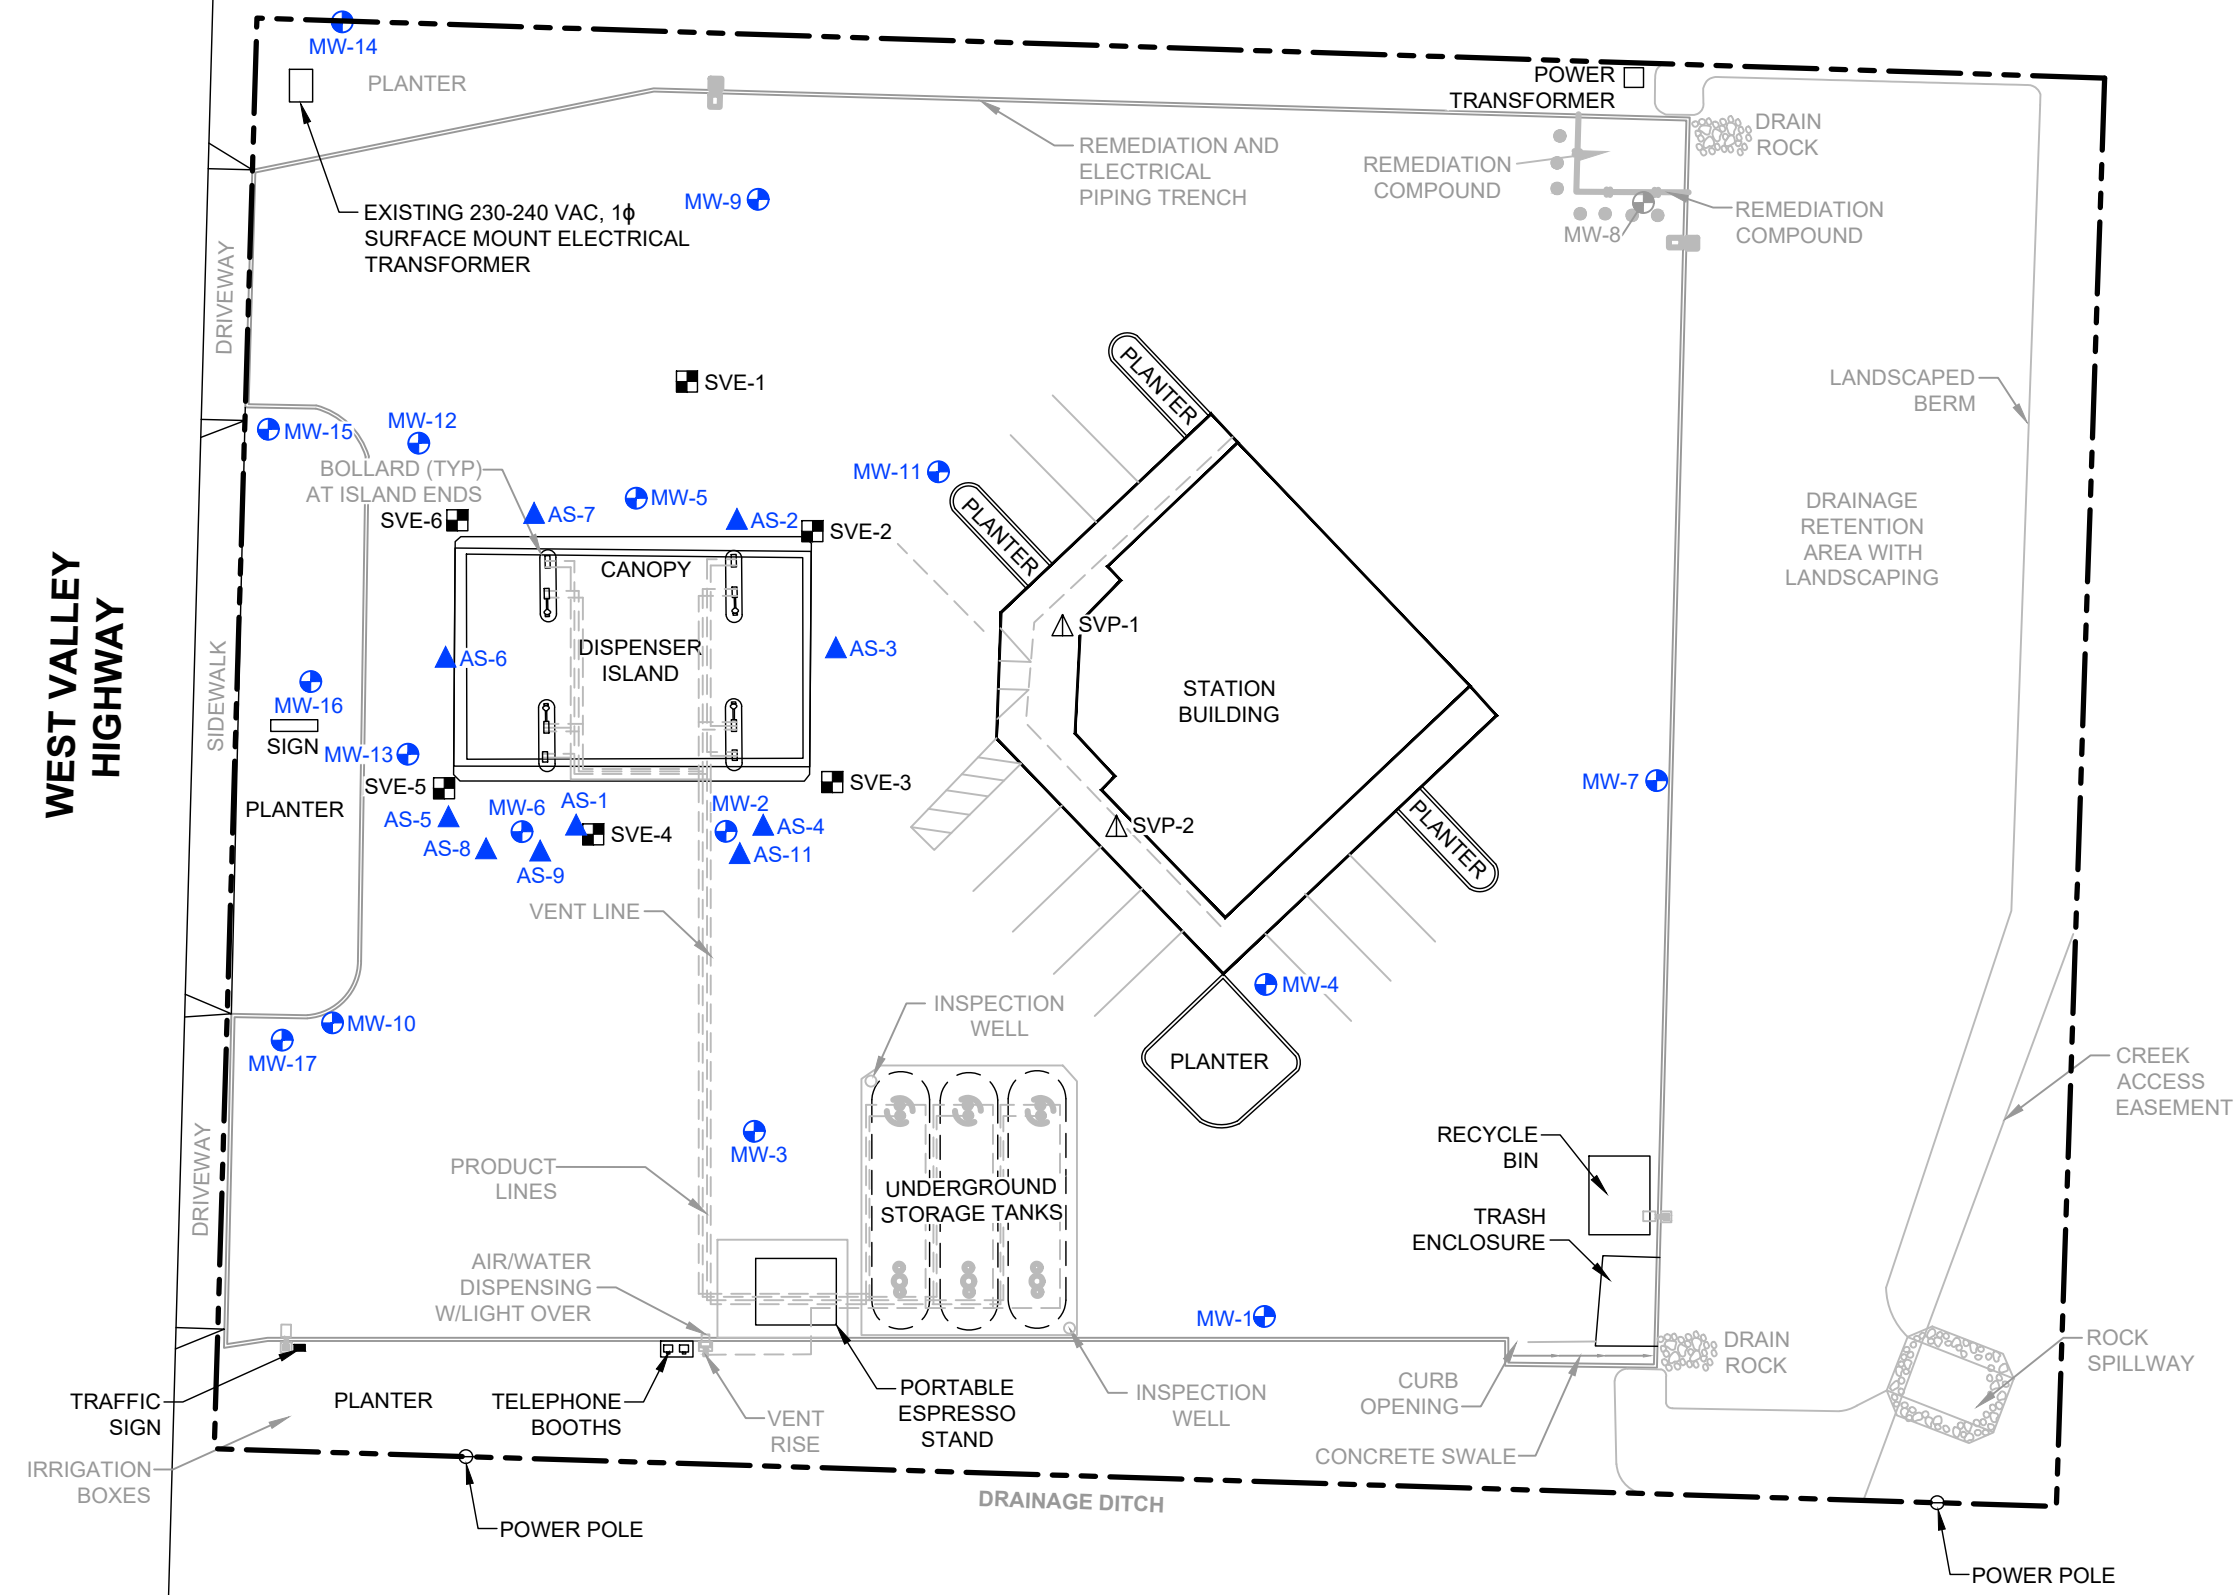 MW-14
PLANTER
POWER
TRANSFORMER
DRAIN
ROCK
REMEDIATION AND
ELECTRICAL
PIPING TRENCH
REMEDIATION
COMPOUND
MW-9
EXISTING 230-240 VAC, 1ϕ
SURFACE MOUNT ELECTRICAL
TRANSFORMER
REMEDIATION
COMPOUND
MW-8
DRIVEWAY
PLANTER
SVE-1
LANDSCAPED
BERM
MW-15
MW-12
BOLLARD (TYP)
AT ISLAND ENDS
MW-11
MW-5
SVE-6
AS-7
AS-2
SVE-2
PLANTER
DRAINAGE
RETENTION
AREA WITH
LANDSCAPING
CANOPY
WEST VALLEY
HIGHWAY
SIDEWALK
AS-6
DISPENSER
ISLAND
AS-3
SVP-1
STATION
BUILDING
MW-16
SIGN
MW-13
SVE-5
SVE-3
MW-7
PLANTER
AS-5
MW-6
AS-1
SVE-4
MW-2
AS-4
SVP-2
PLANTER
AS-8
AS-9
AS-11
VENT LINE
MW-4
INSPECTION
WELL
MW-10
MW-17
PLANTER
CREEK
ACCESS
EASEMENT
MW-3
RECYCLE
BIN
DRIVEWAY
PRODUCT
LINES
UNDERGROUND
STORAGE TANKS
TRASH
ENCLOSURE
AIR/WATER
DISPENSING
W/LIGHT OVER
MW-1
DRAIN
ROCK
ROCK
SPILLWAY
TRAFFIC
SIGN
PLANTER
TELEPHONE
BOOTHS
VENT
RISE
PORTABLE
ESPRESSO
STAND
INSPECTION
WELL
CURB
OPENING
CONCRETE SWALE
IRRIGATION
BOXES
DRAINAGE DITCH
POWER POLE
POWER POLE